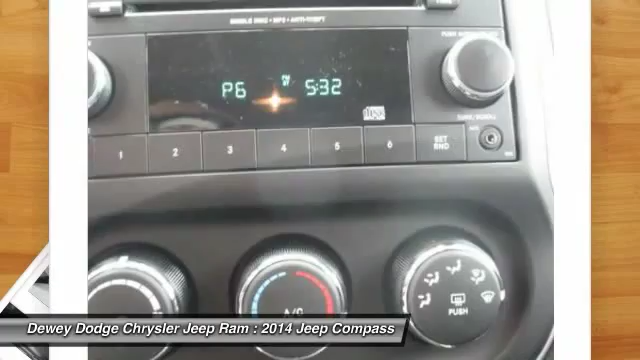 SINGLE DISC • MP3 • ANTI-THEFT
P6 5:32
1 2 3 4 5 6 SET RND
A/C
PUSH
Dewey Dodge Chrysler Jeep Ram : 2014 Jeep Compass